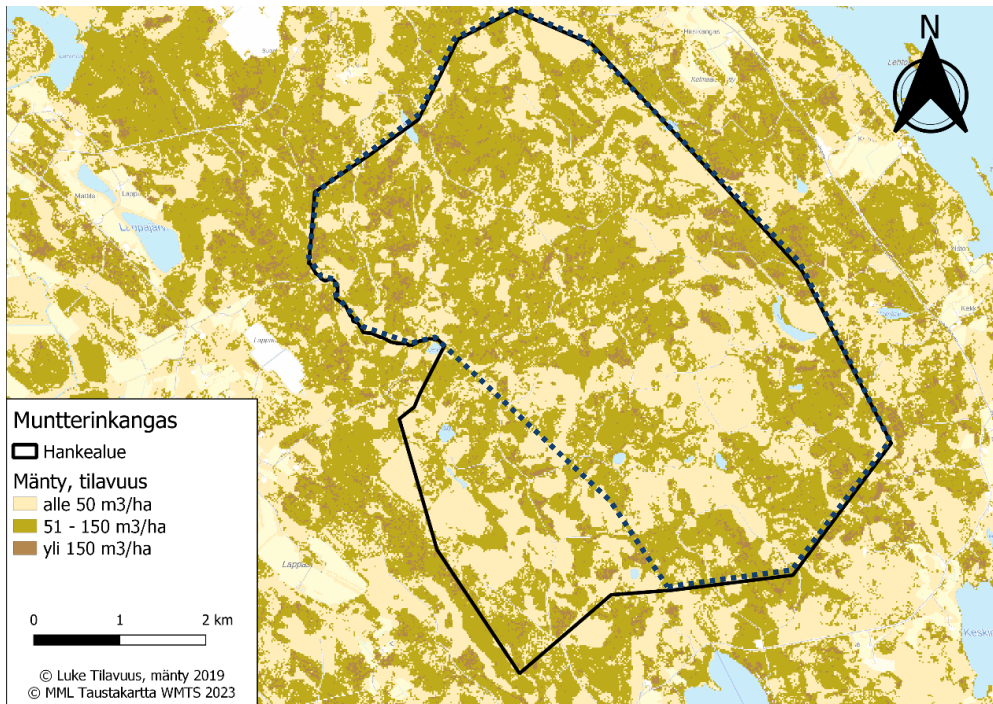 Hirsikangas
N
Muntterinkangas
Hankealue
Mänty, tilavuus
alle 50 m3/ha
51 - 150 m3/ha
yli 150 m3/ha
0 1 2 km
© Luke Tilavuus, mänty 2019
© MML Taustakartta WMTS 2023